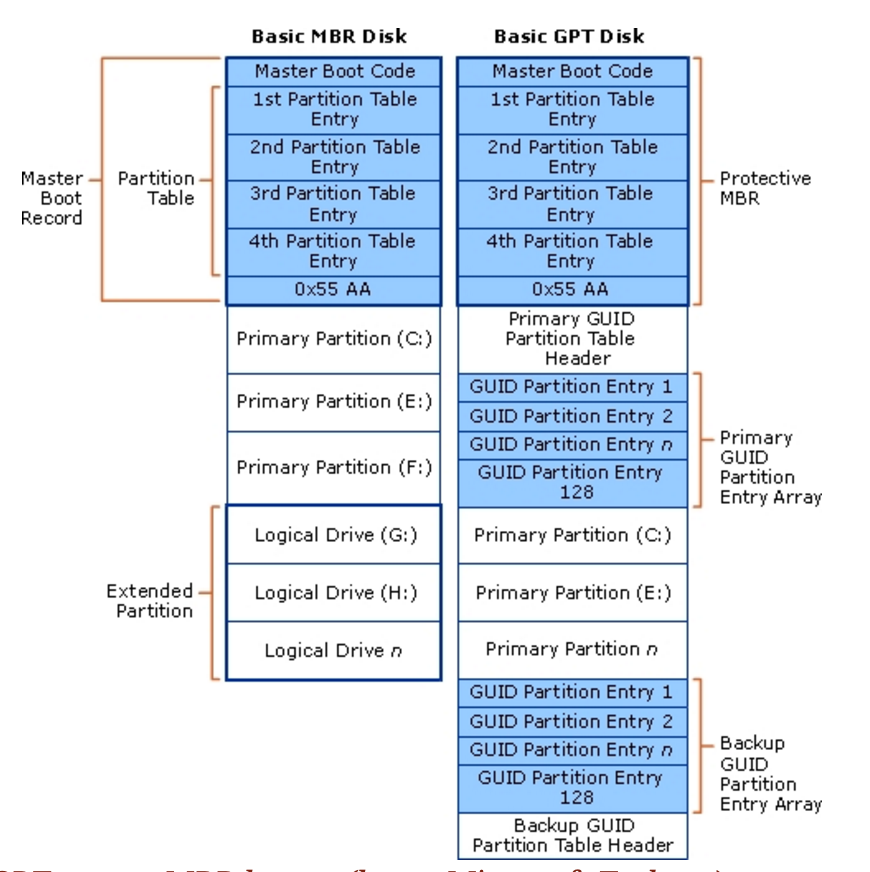 Basic MBR Disk
Basic GPT Disk
Master Boot Code
1st Partition Table
Entry
2nd Partition Table
Entry
3rd Partition Table
Entry
4th Partition Table
Entry
0x55 AA
Master
Boot
Record
Partition
Table
Primary Partition (C:)
Primary Partition (E:)
Primary Partition (F:)
Logical Drive (G:)
Logical Drive (H:)
Logical Drive n
Extended
Partition
Master Boot Code
1st Partition Table
Entry
2nd Partition Table
Entry
3rd Partition Table
Entry
4th Partition Table
Entry
0x55 AA
Protective
MBR
Primary GUID
Partition Table
Header
GUID Partition Entry 1
GUID Partition Entry 2
GUID Partition Entry n
GUID Partition Entry
128
Primary
GUID
Partition
Entry Array
Primary Partition (C:)
Primary Partition (E:)
Primary Partition n
GUID Partition Entry 1
GUID Partition Entry 2
GUID Partition Entry n
GUID Partition Entry
128
Backup
GUID
Partition
Entry Array
Backup GUID
Partition Table Header